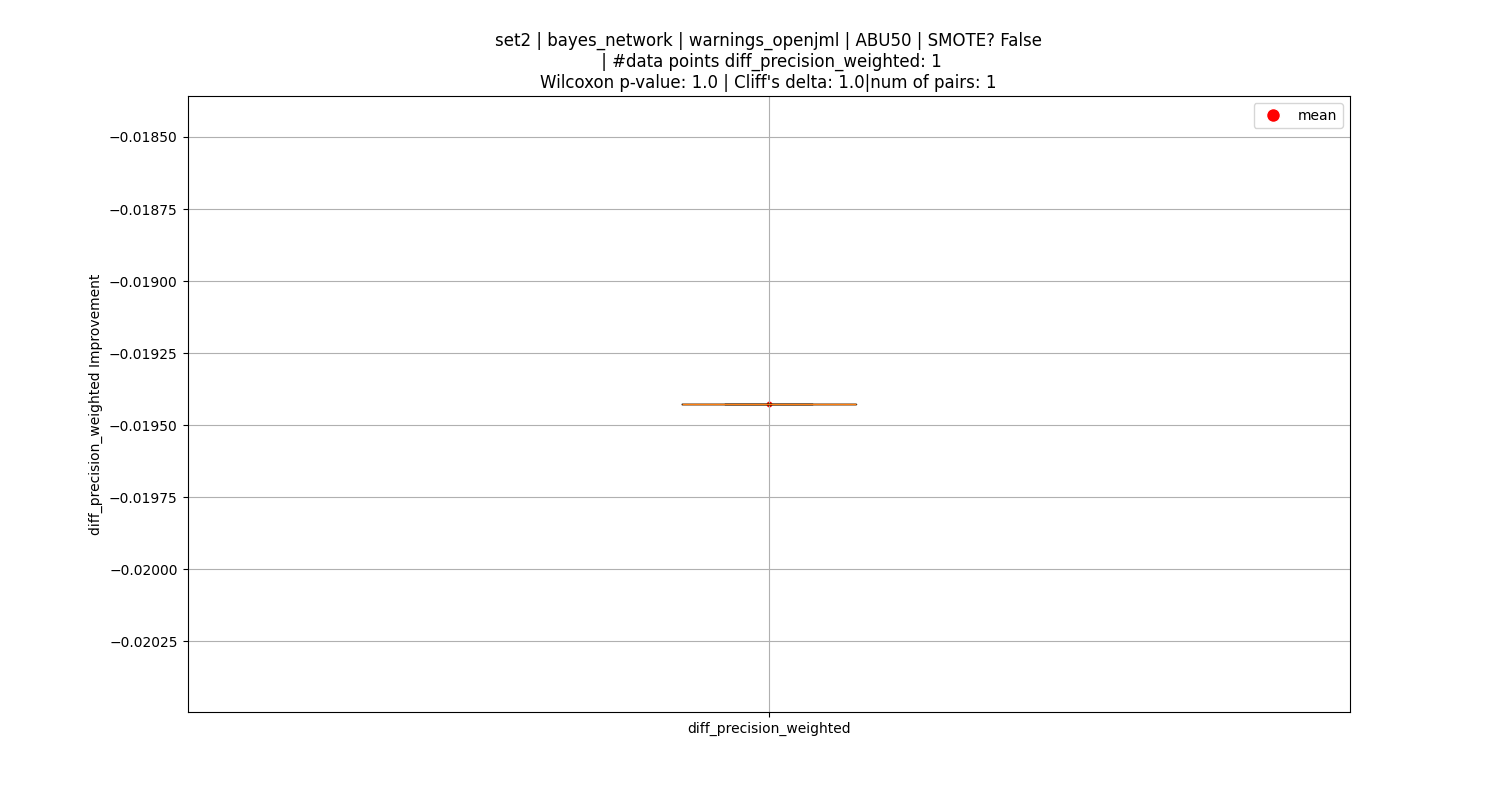 set2 | bayes_network | warnings_openjml | ABU50 | SMOTE? False
| #data points diff_precision_weighted: 1
Wilcoxon p-value: 1.0 | Cliff's delta: 1.0|num of pairs: 1
mean
−0.01850
−0.01875
−0.01900
−0.01925
−0.01950
−0.01975
−0.02000
−0.02025
diff_precision_weighted Improvement
diff_precision_weighted